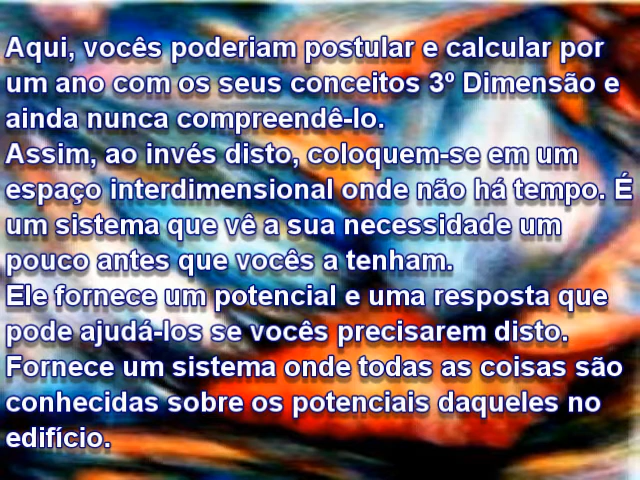 Aqui, vocês poderiam postular e calcular por
um ano com os seus conceitos 3º Dimensão e
ainda nunca compreendê-lo.
Assim, ao invés disto, coloquem-se em um
espaço interdimensional onde não há tempo. É
um sistema que vê a sua necessidade um
pouco antes que vocês a tenham.
Ele fornece um potencial e uma resposta que
pode ajudá-los se vocês precisarem disto.
Fornece um sistema onde todas as coisas são
conhecidas sobre os potenciais daqueles no
edifício.